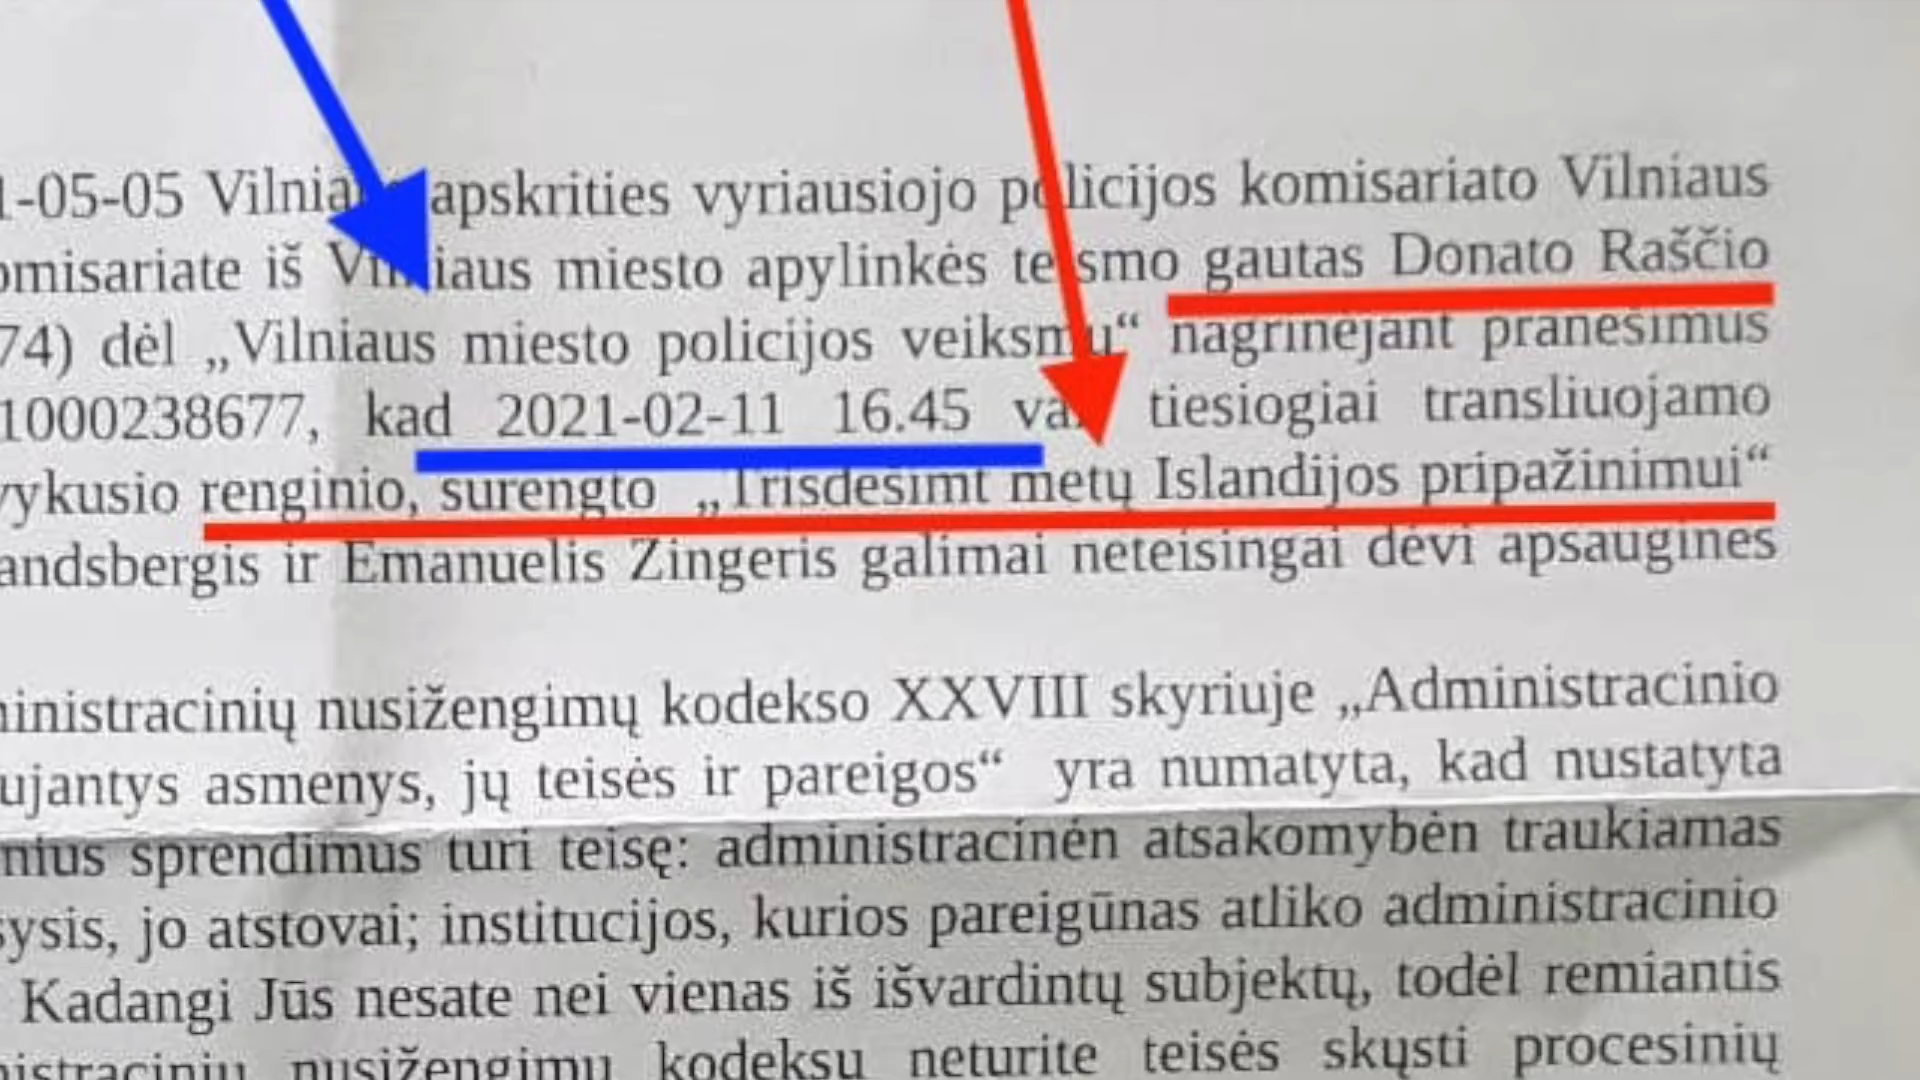 1-05-05 Vilniaus apskrities vyriausiojo policijos komisariato Vilniaus
omisariate iš Vilniaus miesto apylinkės teismo gautas Donato Raščio
74) dėl „Vilniaus miesto policijos veiksmų“ nagrinėjant pranešimus
1000238677, kad 2021-02-11 16.45 val. tiesiogiai transliuojamo
vykusio renginio, surengto „Trisdešimt metų Islandijos pripažinimui“
andsbergis ir Emanuelis Zingeris galimai neteisingai dėvi apsaugines
ministracinių nusižengimų kodekso XXVIII skyriuje „Administracinio
ujantys asmenys, jų teisės ir pareigos“ yra numatyta, kad nustatyta
nius sprendimus turi teisę: administracinėn atsakomybėn traukiamas
sysis, jo atstovai; institucijos, kurios pareigūnas atliko administracinio
Kadangi Jūs nesate nei vienas iš išvardintų subjektų, todėl remiantis
nistracinių nusižengimų kodeksu neturite teisės skųsti procesinių